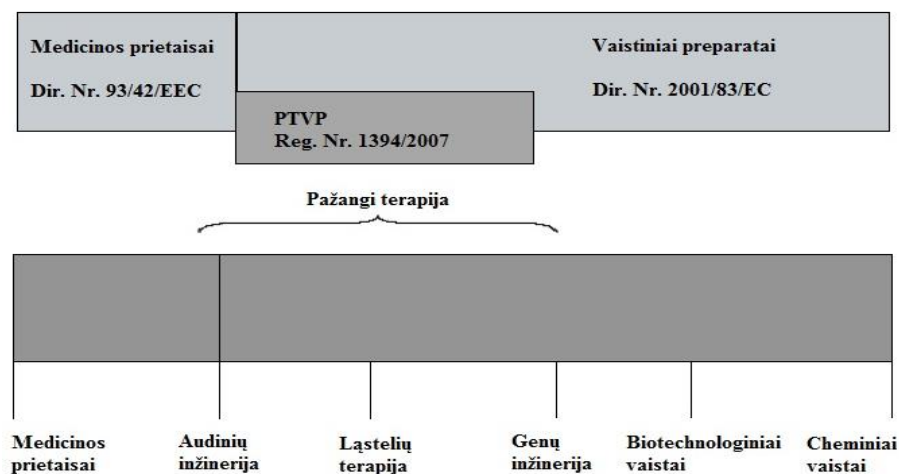 Medicinos prietaisai
Dir. Nr. 93/42/EEC
Vaistiniai preparatai
Dir. Nr. 2001/83/EC
PTVP
Reg. Nr. 1394/2007
Pažangi terapija
Medicinos
prietaisai
Audinių
inžinerija
Ląstelių
terapija
Genų
inžinerija
Biotechnologiniai
vaistai
Cheminiai
vaistai